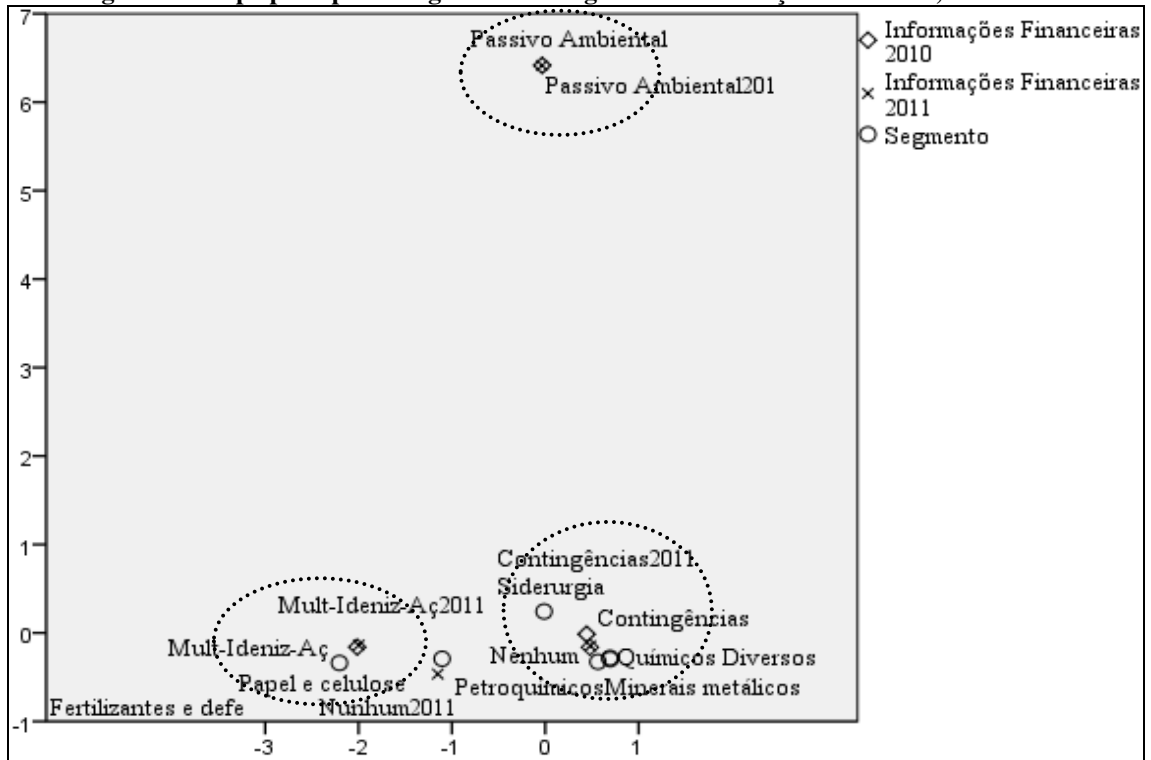 7
Passivo Ambiental
Passivo Ambiental201
6
5
4
3
2
1
0
-1
Contingências2011
Siderurgia
Contingências
Mult-Ideniz-Aç2011
Mult-Ideniz-Aç
Nenhum
Químicos Diversos
Papel e celulose
PetroquímicosMinerais metálicos
Fertilizantes e defe
Nunhum2011
-3 -2 -1 0 1
Informações Financeiras
2010
Informações Financeiras
2011
Segmento